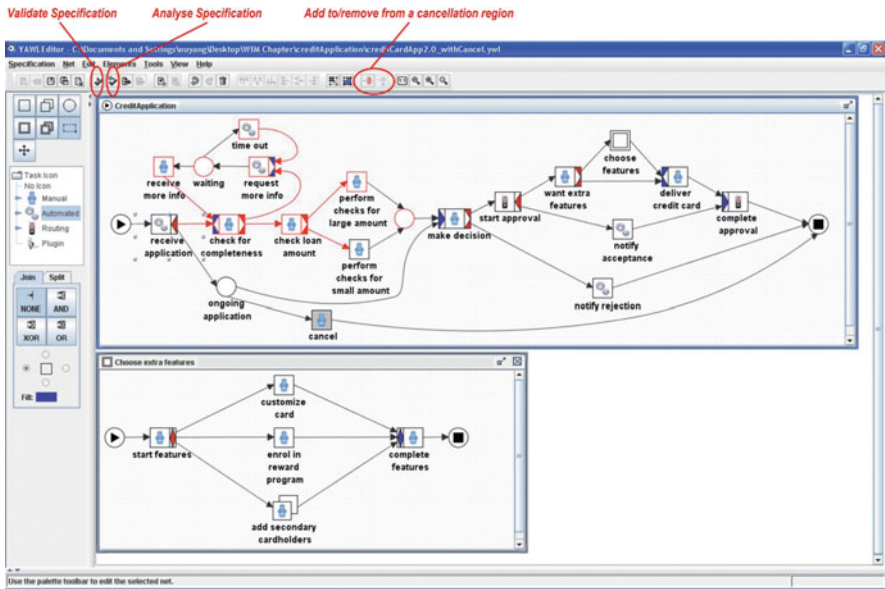 Validate Specification
Analyse Specification
Add to/remove from a cancellation region
YAWLEditor - C:\Documents and Settings\ouyang\Desktop\WfM Chapter\creditApplication\creditCardApp2.0_withCancel.ywl
Specification Net Edit Elements Tools View Help
CreditApplication
time out
receive
more info
waiting
request
more info
perform
checks for
large amount
choose
features
want extra
features
deliver
credit card
start approval
complete
approval
receive
application
check for
completeness
check loan
amount
make decision
notify
acceptance
perform
checks for
small amount
ongoing
application
notify rejection
cancel
Task Icon
No Icon
Manual
Automated
Routing
Plugin
Join Split
NONE AND
XOR OR
Fill:
Choose extra features
customize
card
start features
enrol in
reward
program
complete
features
add secondary
cardholders
Use the palette toolbar to edit the selected net.